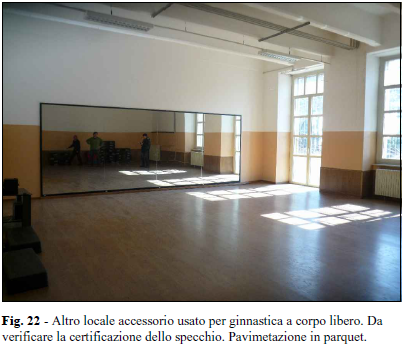 Fig. 22 - Altro locale accessorio usato per ginnastica a corpo libero. Da
verificare la certificazione dello specchio. Pavimetazione in parquet.